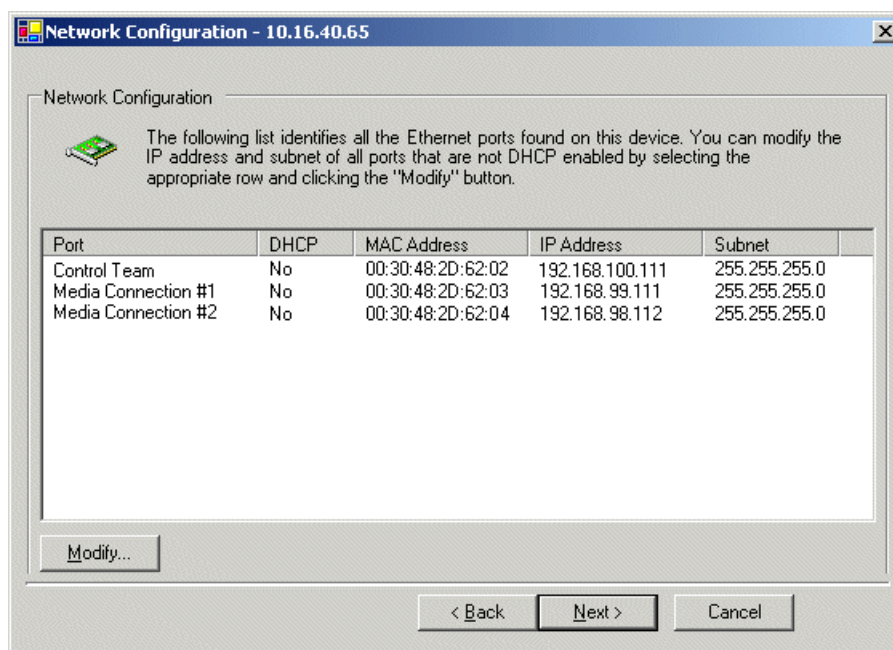 Network Configuration - 10.16.40.65
Network Configuration
The following list identifies all the Ethernet ports found on this device. You can modify the
IP address and subnet of all ports that are not DHCP enabled by selecting the
appropriate row and clicking the "Modify" button.
Port DHCP MAC Address IP Address Subnet
Control Team No 00:30:48:2D:62:02 192.168.100.111 255.255.255.0
Media Connection #1 No 00:30:48:2D:62:03 192.168.99.111 255.255.255.0
Media Connection #2 No 00:30:48:2D:62:04 192.168.98.112 255.255.255.0
Modify...
< Back Next > Cancel